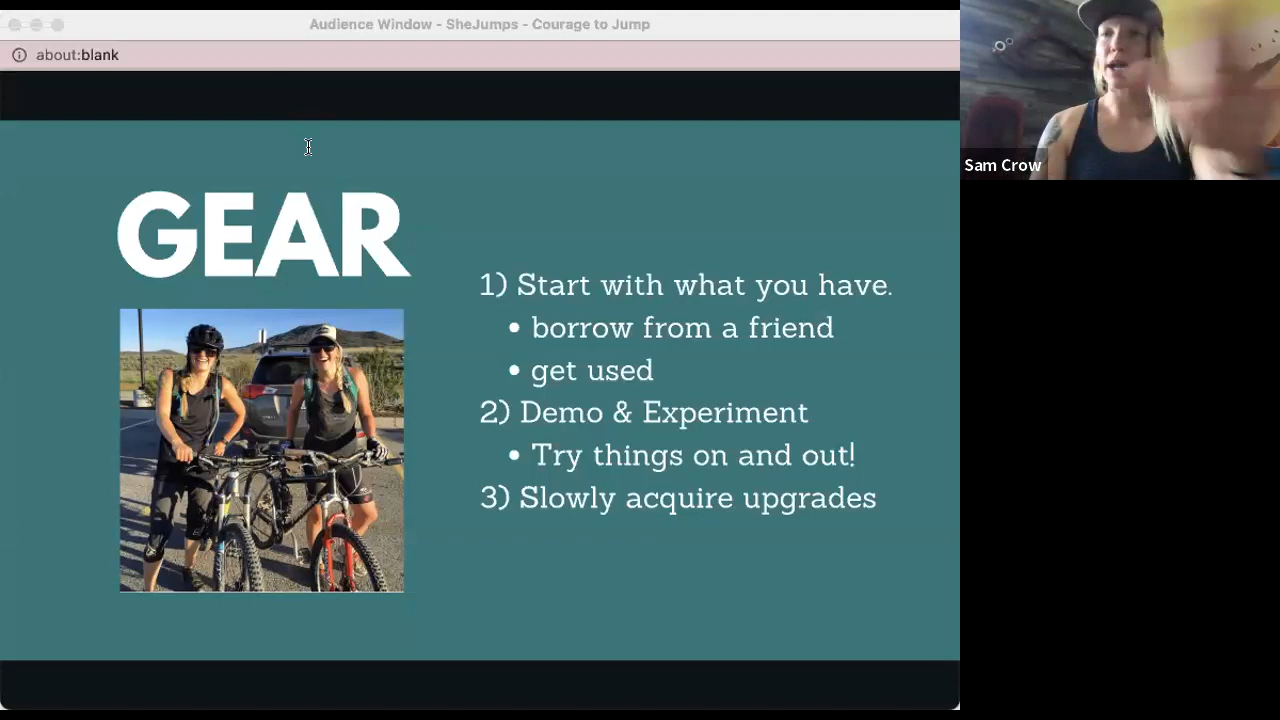 Audience Window - SheJumps - Courage to Jump
about:blank
GEAR
1) Start with what you have.
• borrow from a friend
• get used
2) Demo & Experiment
• Try things on and out!
3) Slowly acquire upgrades
Sam Crow